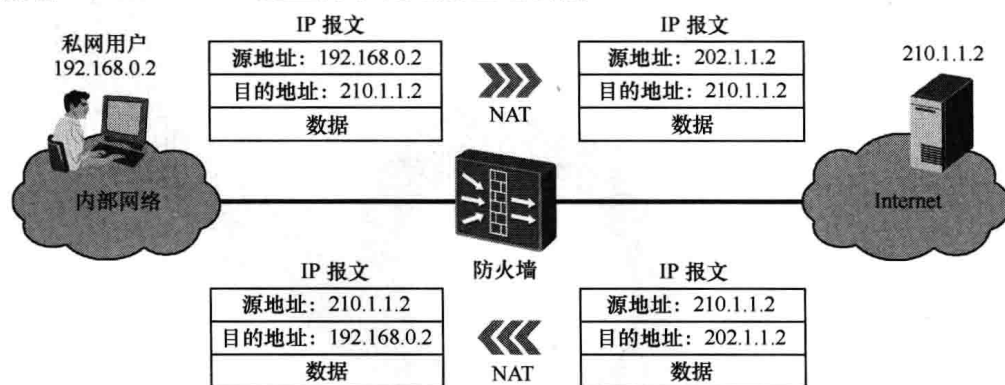 IP 报文
IP 报文
私网用户
192.168.0.2
源地址：192.168.0.2
目的地址：210.1.1.2
数据
NAT
源地址：202.1.1.2
目的地址：210.1.1.2
数据
210.1.1.2
内部网络
Internet
防火墙
IP 报文
IP 报文
源地址：210.1.1.2
目的地址：192.168.0.2
数据
NAT
源地址：210.1.1.2
目的地址：202.1.1.2
数据